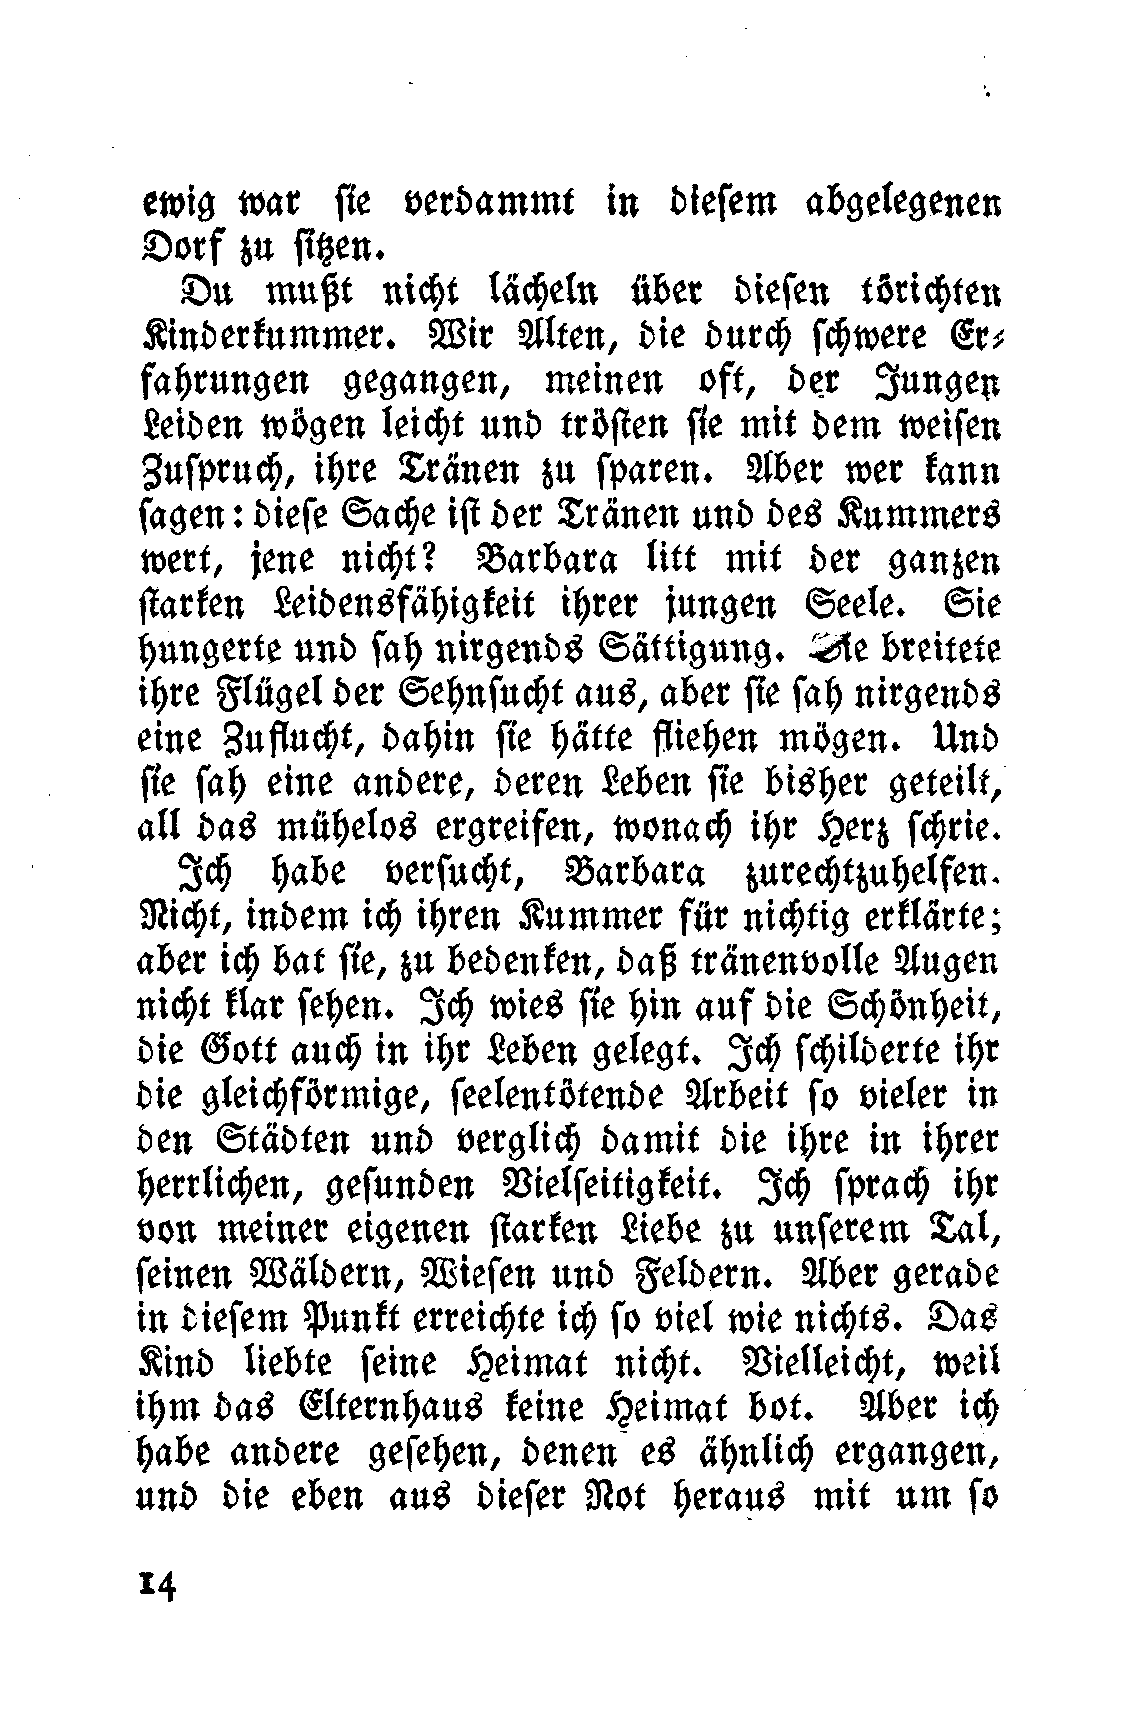 ewig war sie verdammt in diesem abgelegenen
Dorf zu sitzen.
Du mußt nicht lächeln über diesen törichten
Kinderkummer. Wir Alten, die durch schwere Er-
fahrungen gegangen, meinen oft, der Jungen
Leiden wögen leicht und trösten sie mit dem weisen
Zuspruch, ihre Tränen zu sparen. Aber wer kann
sagen: diese Sache ist der Tränen und des Kummers
wert, jene nicht? Barbara litt mit der ganzen
starken Leidensfähigkeit ihrer jungen Seele. Sie
hungerte und sah nirgends Sättigung. Sie breitete
ihre Flügel der Sehnsucht aus, aber sie sah nirgends
eine Zuflucht, dahin sie hätte fliehen mögen. Und
sie sah eine andere, deren Leben sie bisher geteilt,
all das mühelos ergreifen, wonach ihr Herz schrie.
Ich habe versucht, Barbara zurechtzuhelfen.
Nicht, indem ich ihren Kummer für nichtig erklärte;
aber ich bat sie, zu bedenken, daß tränenvolle Augen
nicht klar sehen. Ich wies sie hin auf die Schönheit,
die Gott auch in ihr Leben gelegt. Ich schilderte ihr
die gleichförmige, seelentötende Arbeit so vieler in
den Städten und verglich damit die ihre in ihrer
herrlichen, gesunden Vielseitigkeit. Ich sprach ihr
von meiner eigenen starken Liebe zu unserem Tal,
seinen Wäldern, Wiesen und Feldern. Aber gerade
in diesem Punkt erreichte ich so viel wie nichts. Das
Kind liebte seine Heimat nicht. Vielleicht, weil
ihm das Elternhaus keine Heimat bot. Aber ich
habe andere gesehen, denen es ähnlich ergangen,
und die eben aus dieser Not heraus mit um so
14